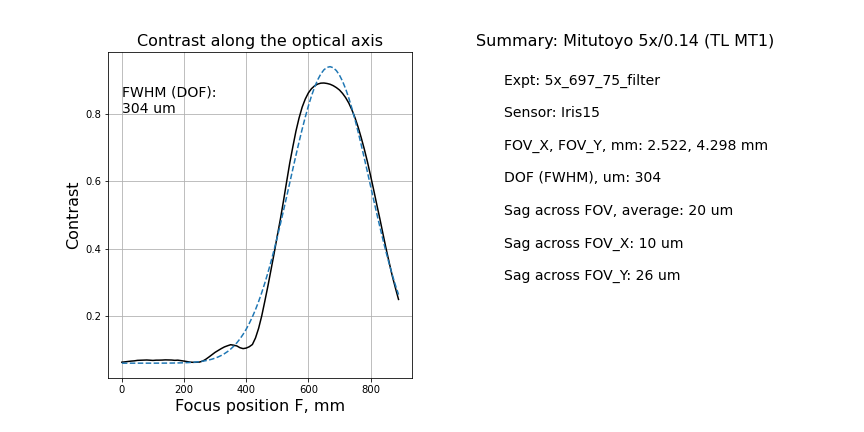 Contrast along the optical axis
FWHM (DOF):
304 um
0.8
0.6
0.4
0.2
Contrast
0
200
400
600
800
Focus position F, mm
Summary: Mitutoyo 5x/0.14 (TL MT1)
Expt: 5x_697_75_filter
Sensor: Iris15
FOV_X, FOV_Y, mm: 2.522, 4.298 mm
DOF (FWHM), um: 304
Sag across FOV, average: 20 um
Sag across FOV_X: 10 um
Sag across FOV_Y: 26 um